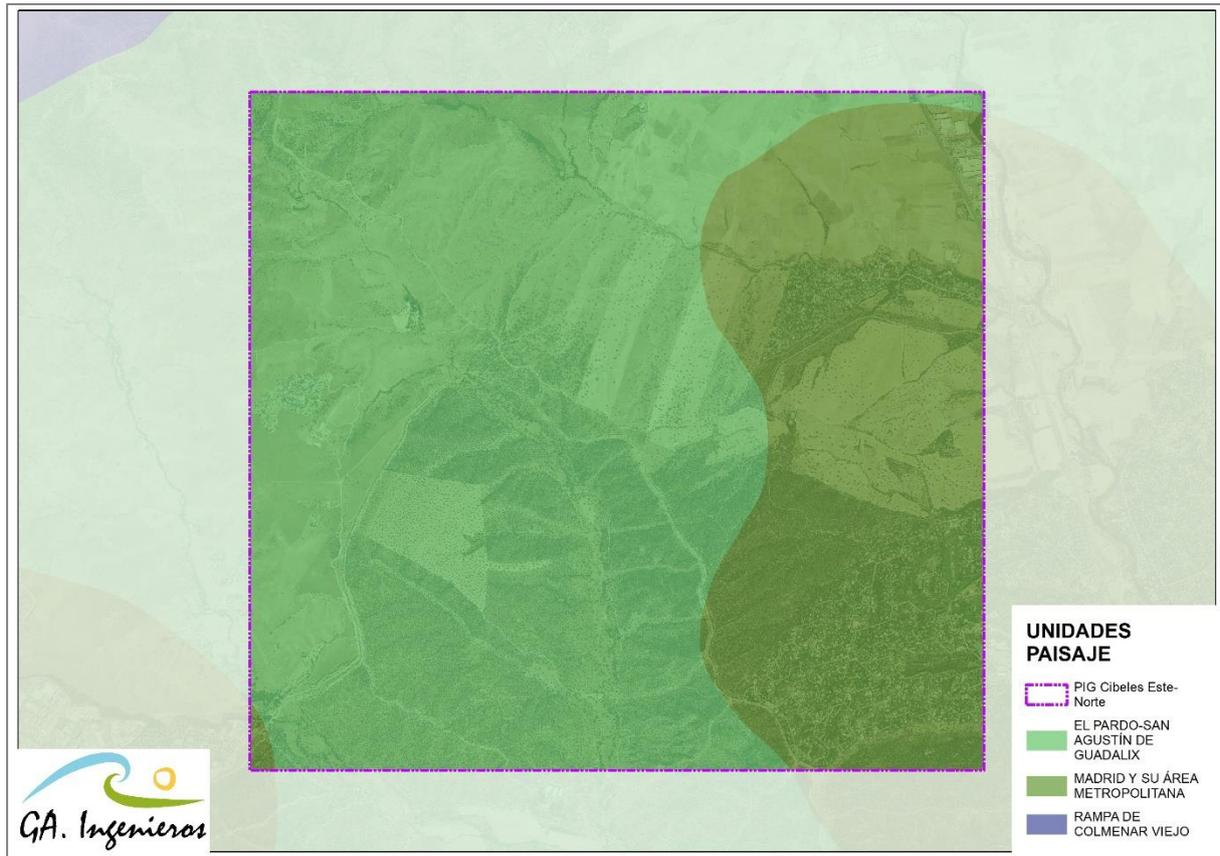 UNIDADES
PAISAJE
PIG Cibeles Este-
Norte
EL PARDO-SAN
AGUSTÍN DE
GUADALIX
MADRID Y SU ÁREA
METROPOLITANA
RAMPA DE
COLMENAR VIEJO
GA. Ingenieros